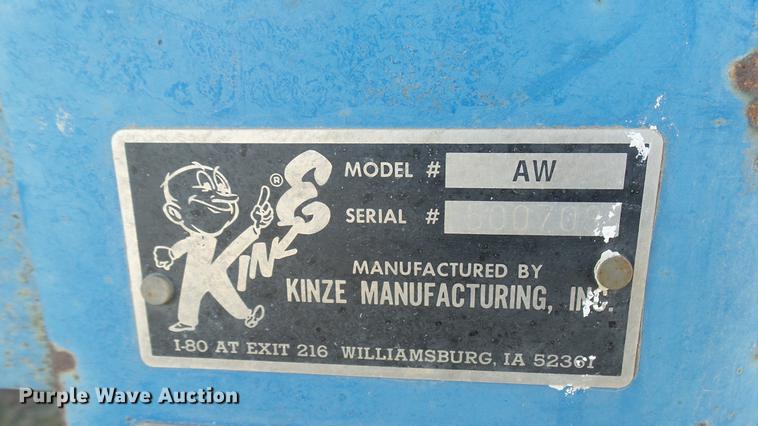 KINZE ®
MODEL # AW
SERIAL #
MANUFACTURED BY
KINZE MANUFACTURING, INC.
I-80 AT EXIT 216 WILLIAMSBURG, IA 52361
Purple Wave Auction